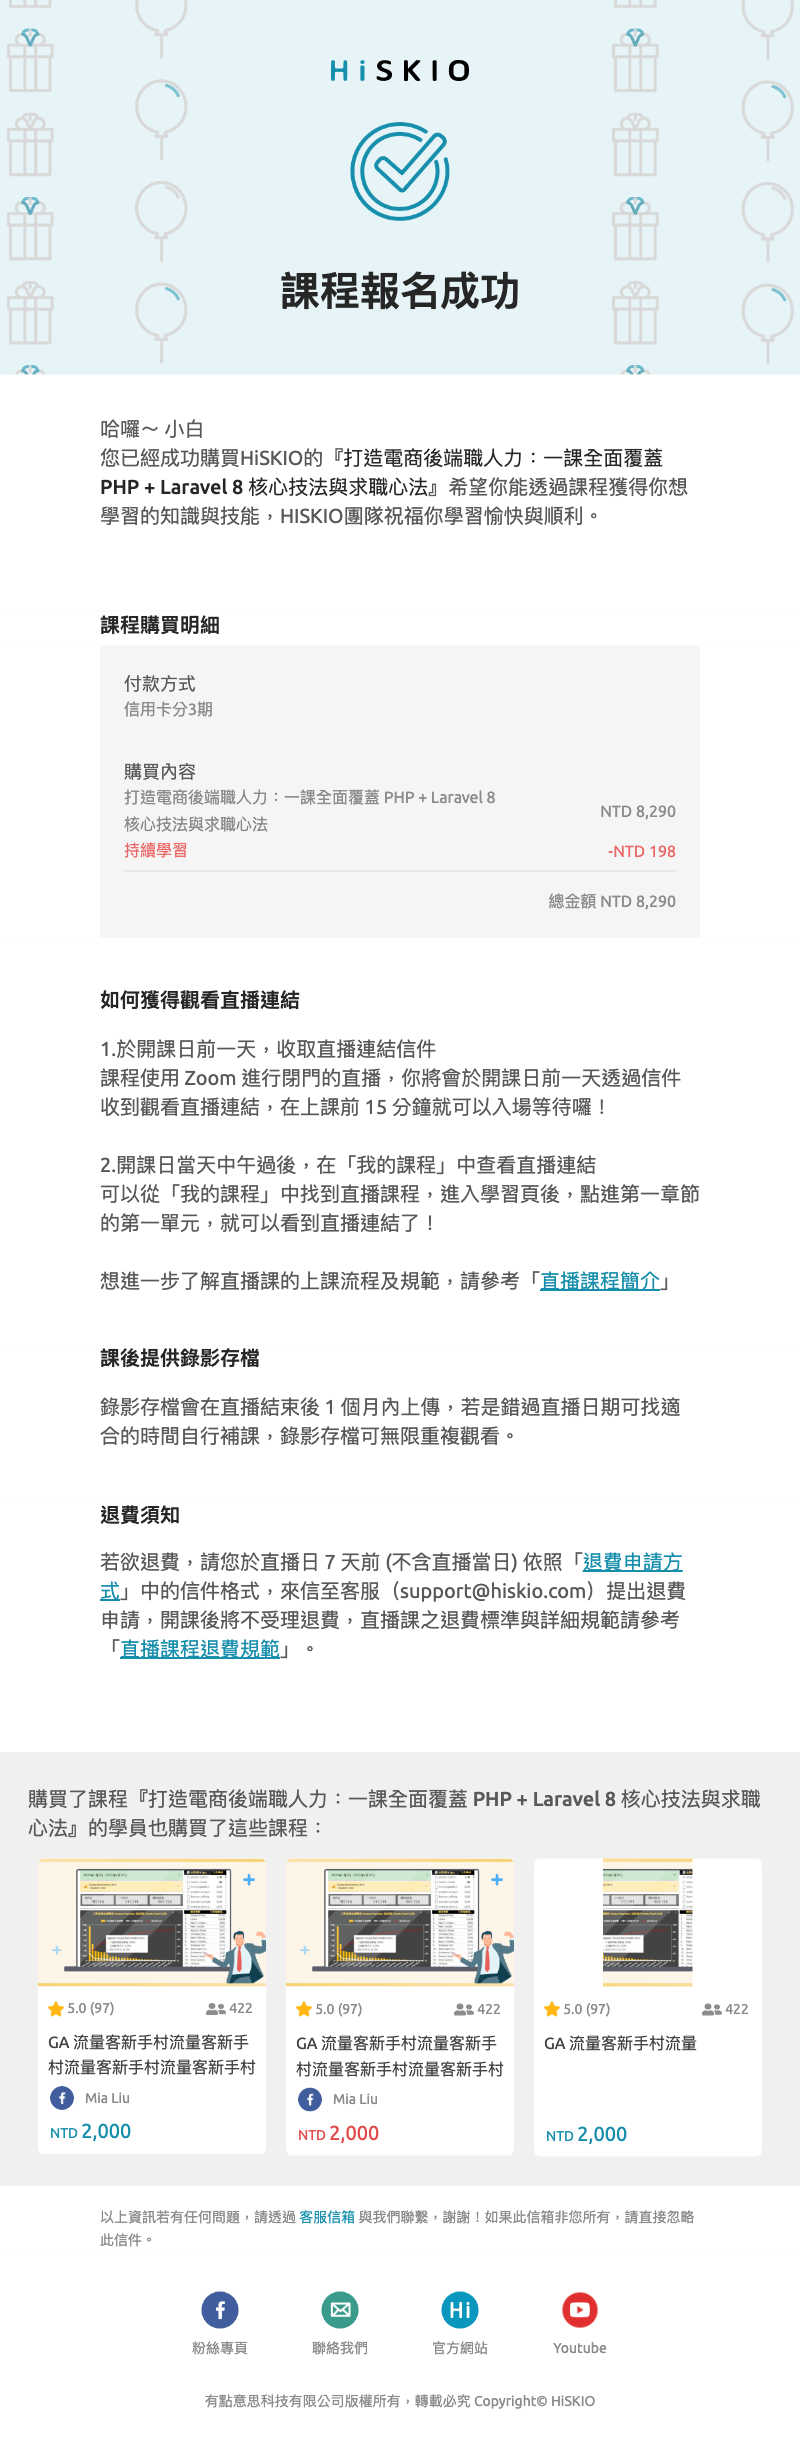 HiSKIO
課程報名成功
哈囉～ 小白
您已經成功購買HiSKIO的『打造電商後端職人力：一課全面覆蓋
PHP + Laravel 8 核心技法與求職心法』希望你能透過課程獲得你想
學習的知識與技能，HISKIO團隊祝福你學習愉快與順利。
課程購買明細
付款方式
信用卡分3期
購買內容
打造電商後端職人力：一課全面覆蓋 PHP + Laravel 8
核心技法與求職心法
NTD 8,290
持續學習
-NTD 198
總金額 NTD 8,290
如何獲得觀看直播連結
1.於開課日前一天，收取直播連結信件
課程使用 Zoom 進行閉門的直播，你將會於開課日前一天透過信件
收到觀看直播連結，在上課前 15 分鐘就可以入場等待囉！
2.開課日當天中午過後，在「我的課程」中查看直播連結
可以從「我的課程」中找到直播課程，進入學習頁後，點進第一章節
的第一單元，就可以看到直播連結了！
想進一步了解直播課的上課流程及規範，請參考「直播課程簡介」
課後提供錄影存檔
錄影存檔會在直播結束後 1 個月內上傳，若是錯過直播日期可找適
合的時間自行補課，錄影存檔可無限重複觀看。
退費須知
若欲退費，請您於直播日 7 天前 (不含直播當日) 依照「退費申請方
式」中的信件格式，來信至客服（support@hiskio.com）提出退費
申請，開課後將不受理退費，直播課之退費標準與詳細規範請參考
「直播課程退費規範」。
購買了課程『打造電商後端職人力：一課全面覆蓋 PHP + Laravel 8 核心技法與求職
心法』的學員也購買了這些課程：
5.0 (97)
422
GA 流量客新手村流量客新手
村流量客新手村流量客新手村
Mia Liu
NTD 2,000
5.0 (97)
422
GA 流量客新手村流量客新手
村流量客新手村流量客新手村
Mia Liu
NTD 2,000
5.0 (97)
422
GA 流量客新手村流量
NTD 2,000
以上資訊若有任何問題，請透過 客服信箱 與我們聯繫，謝謝！如果此信箱非您所有，請直接忽略
此信件。
Hi
粉絲專頁
聯絡我們
官方網站
Youtube
有點意思科技有限公司版權所有，轉載必究 Copyright© HiSKIO